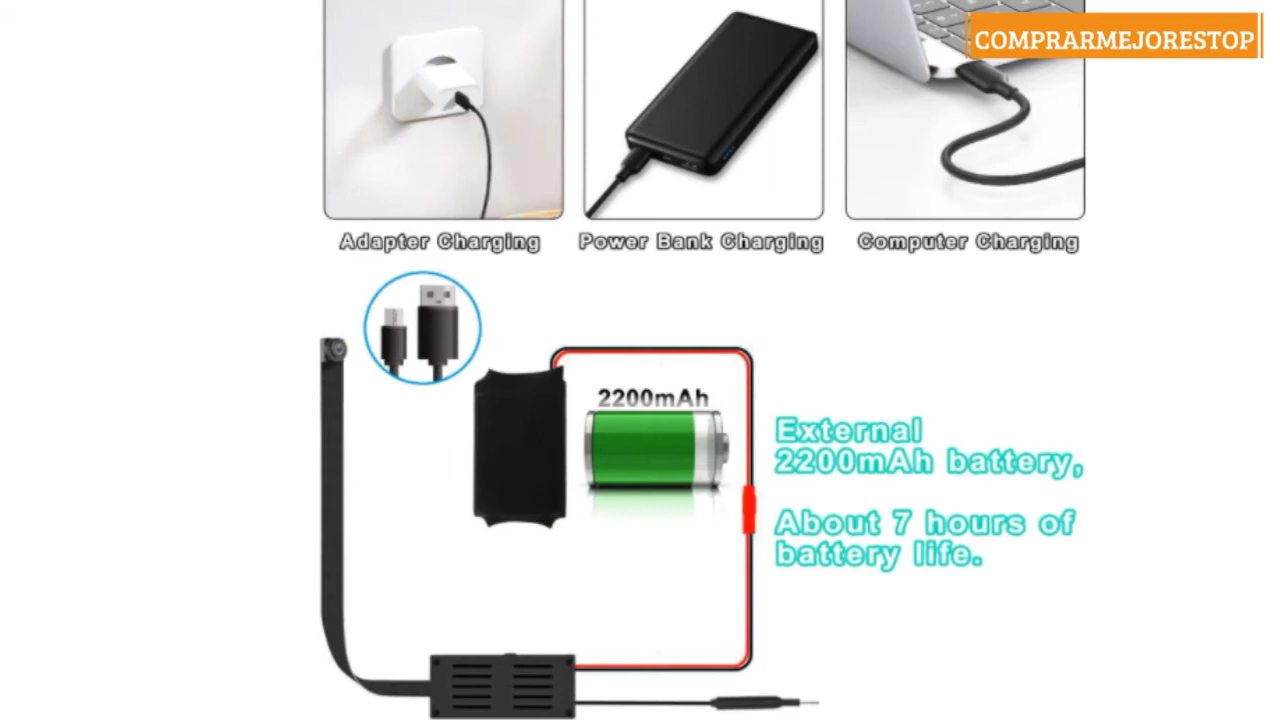 COMPRARMEJORESTOP
Adapter Charging
Power Bank Charging
Computer Charging
2200mAh
External
2200mAh battery,
About 7 hours of
battery life.